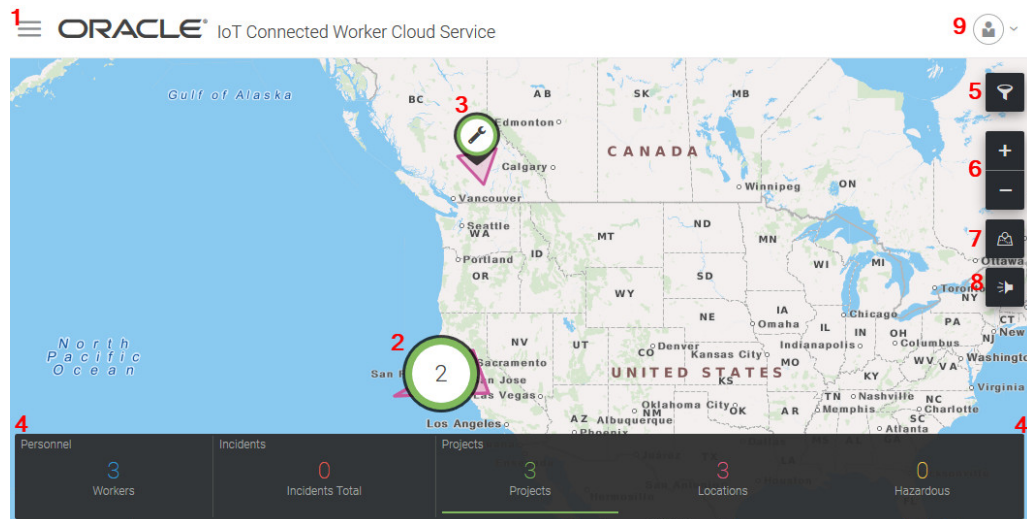 1
ORACLE® IoT Connected Worker Cloud Service
9
Gulf of Alaska
BC
AB
SK
MB
5
3
Edmonton
CANADA
Calgary
6
Winnipeg
ON
Vancouver
Seattle
WA
MT
ND
MN
7
Ottawa
Portland
ID
OR
SD
WI
MI
8
Toronto
NY
WY
NE
IA
Omaha
Chicago
IL
IN
OH
PA
CT
New
NJ
Indianapolis
Columbus
North
Pacific
Ocean
2
NV
UT
CO
Denver
Kansas City
MO
WV
VA
Washingto
Sacramento
San
2
n Jose
UNITED STATES
KS
KY
Virginia
as Vegas
TN
Nashville
NC
Oklahoma City
OK
AR
Memphis
Charlotte
SC
Los Angeles
AZ
Albuquerque
NM
Atlanta
Phoenix
4
4
Personnel
Incidents
Projects
3
0
3
3
0
Workers
Incidents Total
Projects
Locations
Hazardous